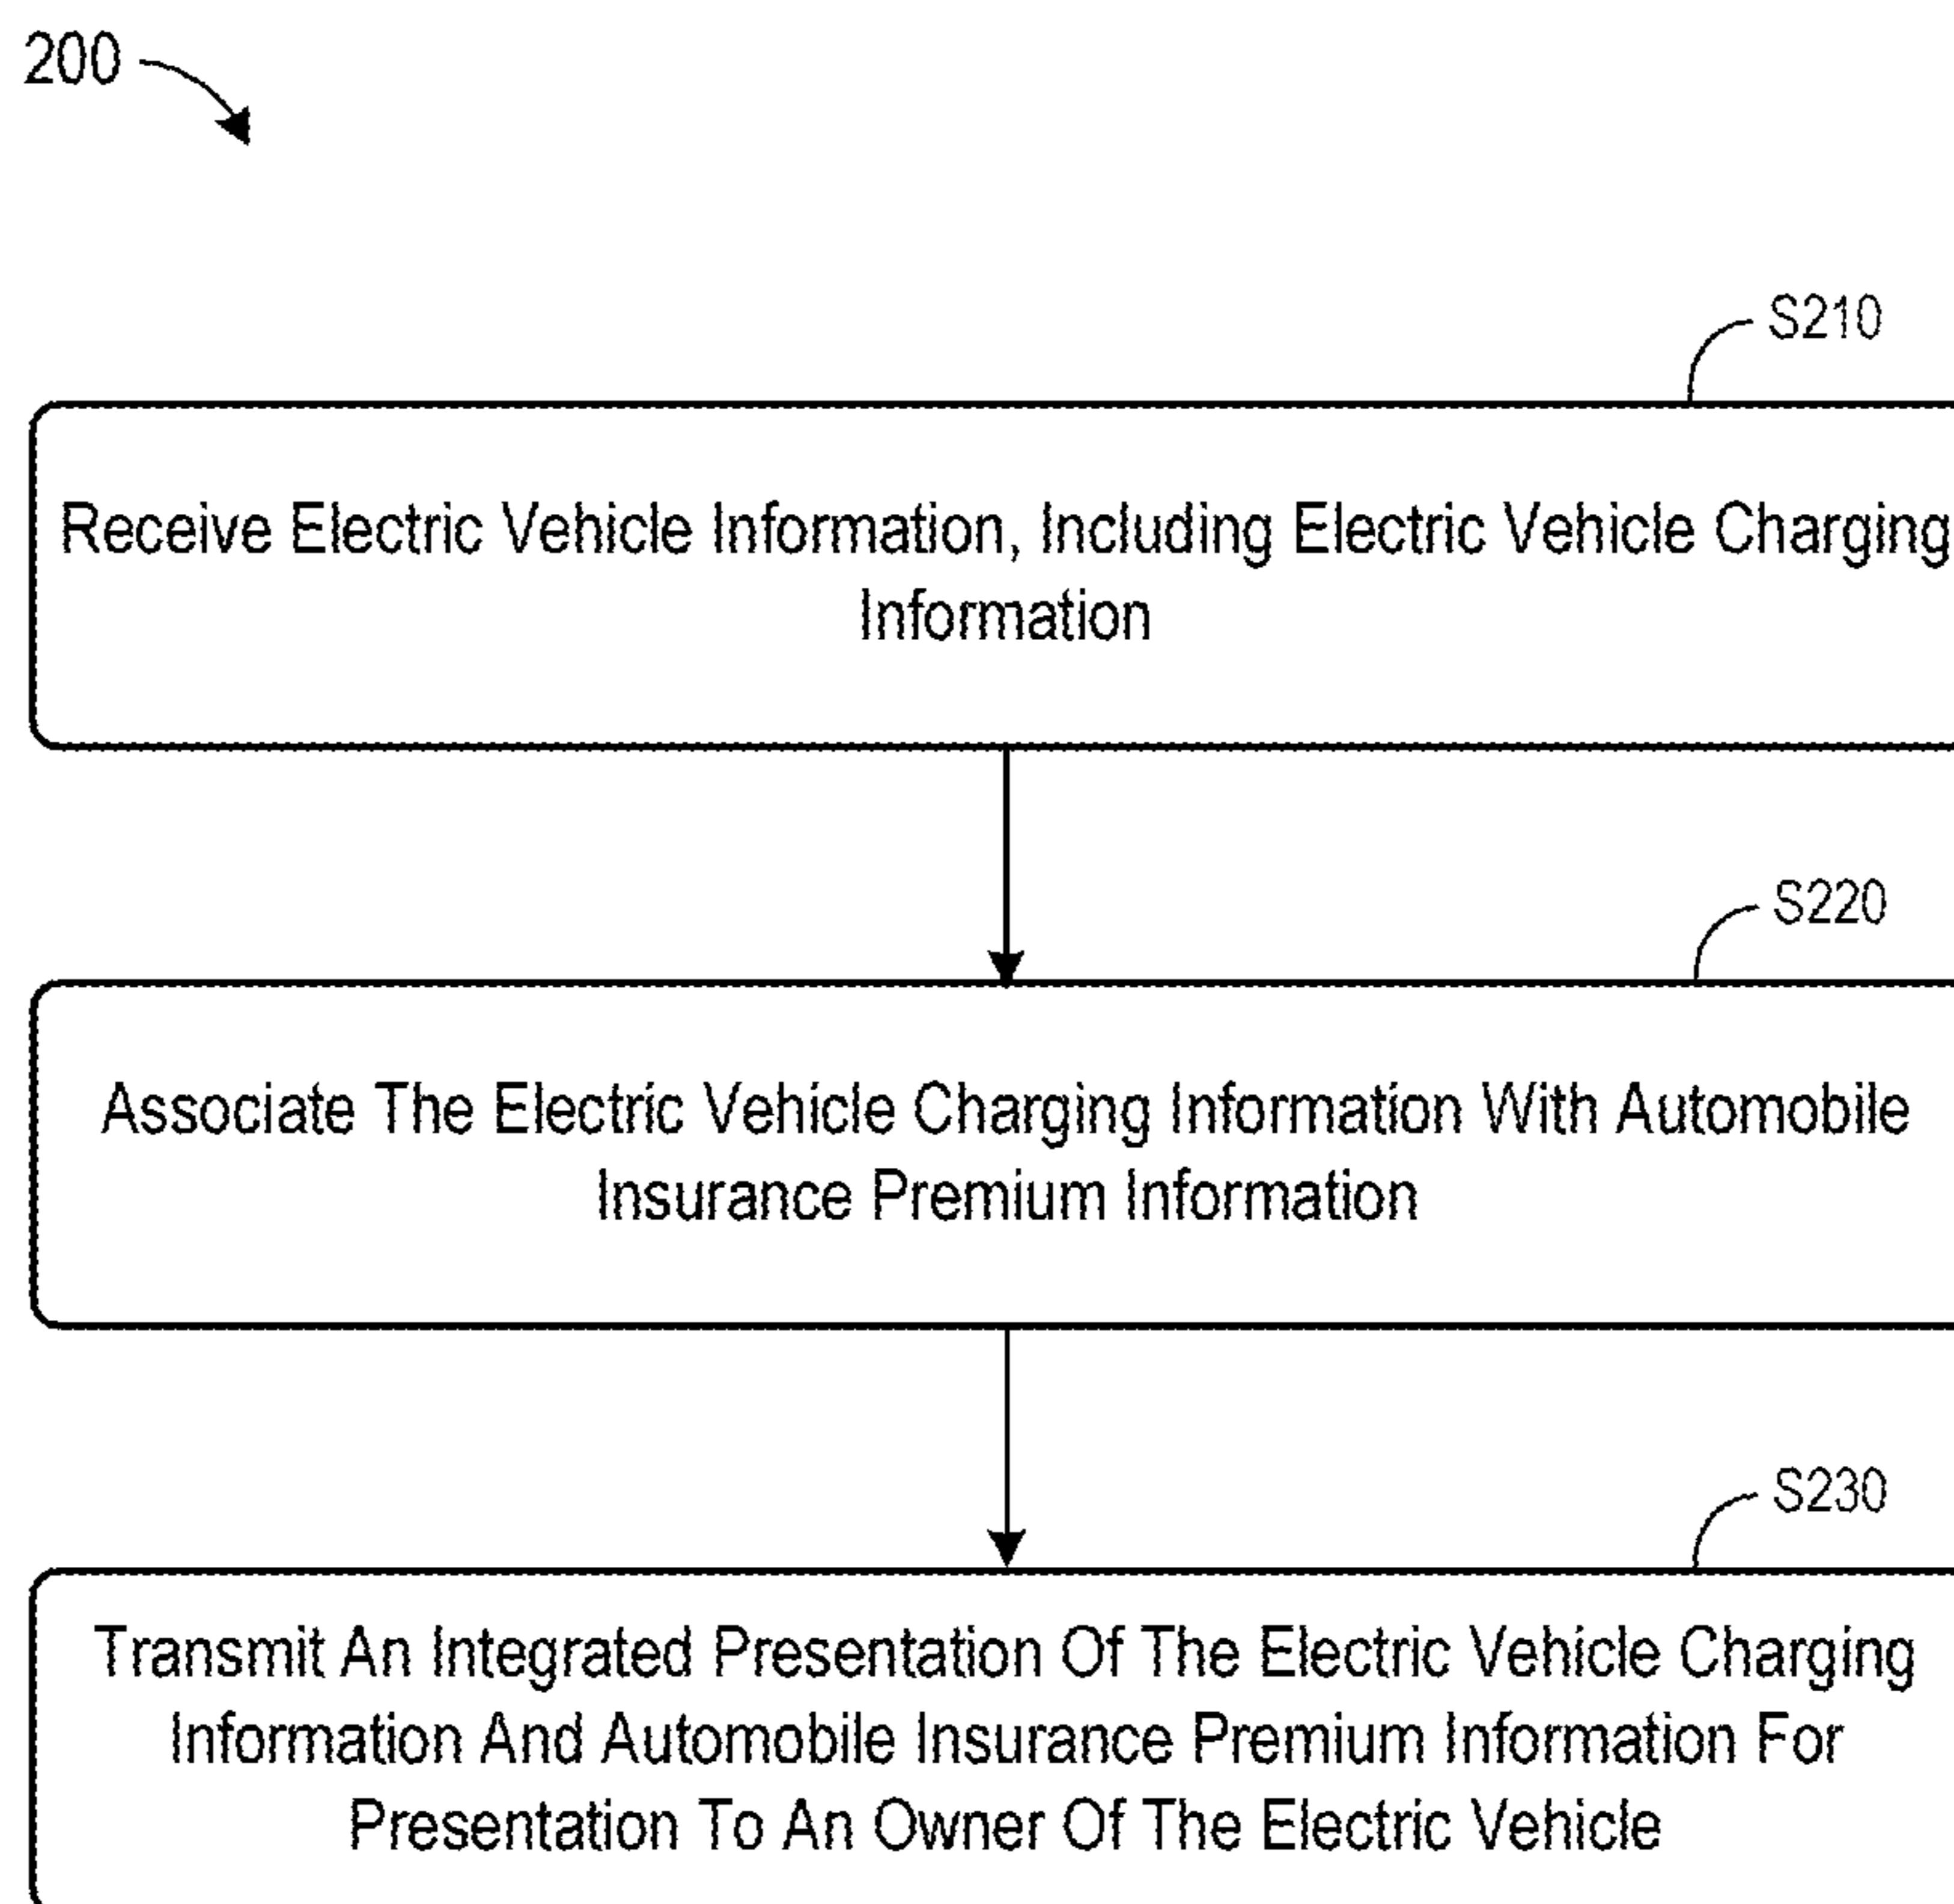 200
S210
Receive Electric Vehicle Information, Including Electric Vehicle Charging
Information
S220
Associate The Electric Vehicle Charging Information With Automobile
Insurance Premium Information
S230
Transmit An Integrated Presentation Of The Electric Vehicle Charging
Information And Automobile Insurance Premium Information For
Presentation To An Owner Of The Electric Vehicle